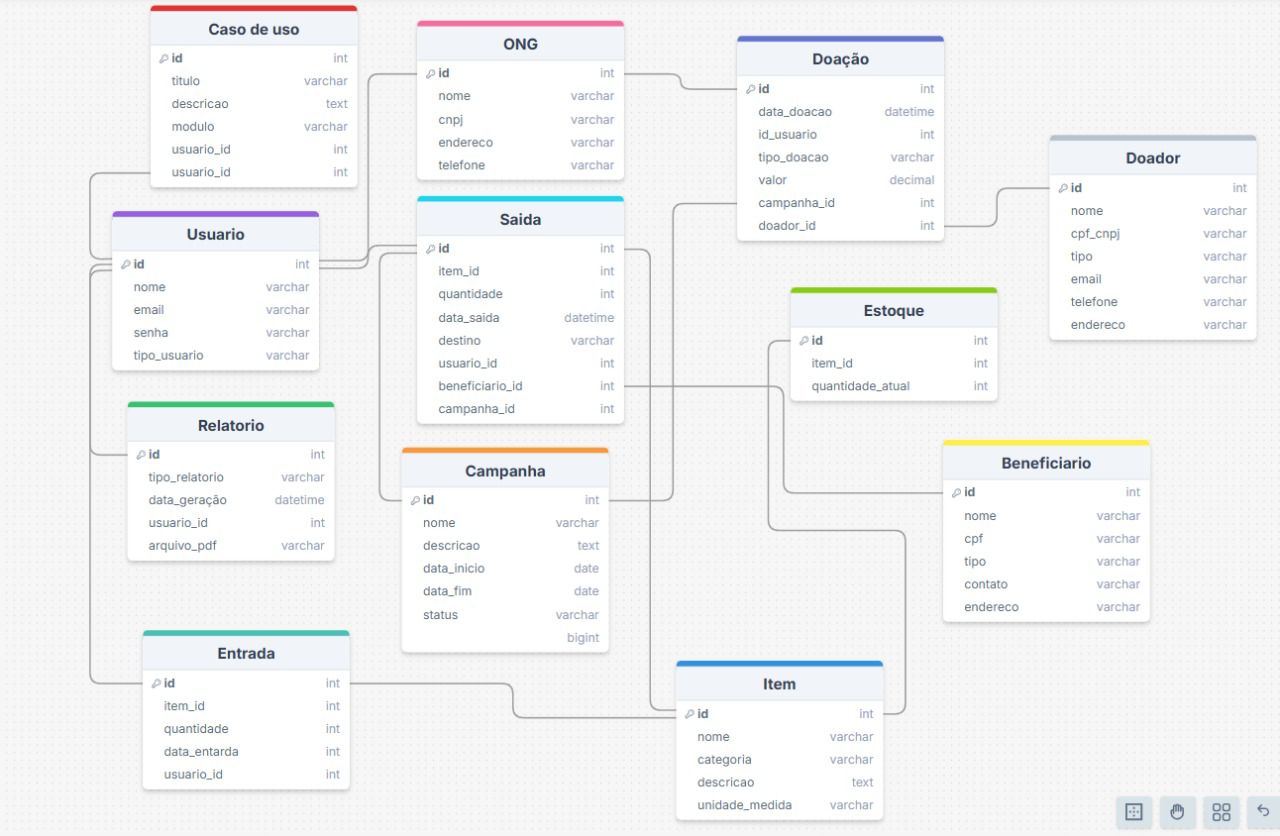 Caso de uso
id int
titulo varchar
descricao text
modulo varchar
usuario_id int
usuario_id int
ONG
id int
nome varchar
cnpj varchar
endereco varchar
telefone varchar
Doação
id int
data_doacao datetime
id_usuario int
tipo_doacao varchar
valor decimal
campanha_id int
doador_id int
Doador
id int
nome varchar
cpf_cnpj varchar
tipo varchar
email varchar
telefone varchar
endereco varchar
Usuario
id int
nome varchar
email varchar
senha varchar
tipo_usuario varchar
Saida
id int
item_id int
quantidade int
data_saida datetime
destino varchar
usuario_id int
beneficiario_id int
campanha_id int
Estoque
id int
item_id int
quantidade_atual int
Relatorio
id int
tipo_relatorio varchar
data_geração datetime
usuario_id int
arquivo_pdf varchar
Campanha
id int
nome varchar
descricao text
data_inicio date
data_fim date
status varchar
bigint
Beneficiario
id int
nome varchar
cpf varchar
tipo varchar
contato varchar
endereco varchar
Entrada
id int
item_id int
quantidade int
data_entarda int
usuario_id int
Item
id int
nome varchar
categoria varchar
descricao text
unidade_medida varchar